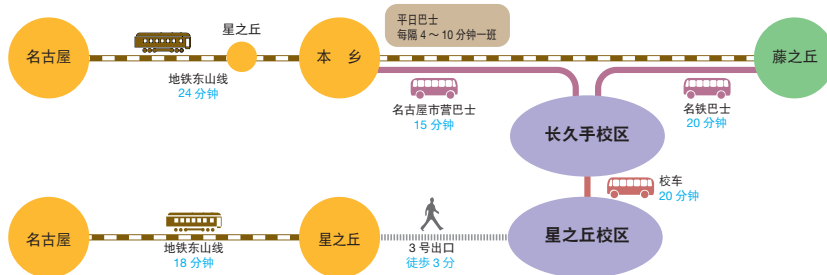 平日巴士
每隔 4 ～ 10 分钟一班
名古屋
星之丘
本 乡
藤之丘
地铁东山线
24 分钟
名古屋市营巴士
15 分钟
名铁巴士
20 分钟
长久手校区
校车
20 分钟
名古屋
地铁东山线
18 分钟
星之丘
3 号出口
徒歩 3 分
星之丘校区